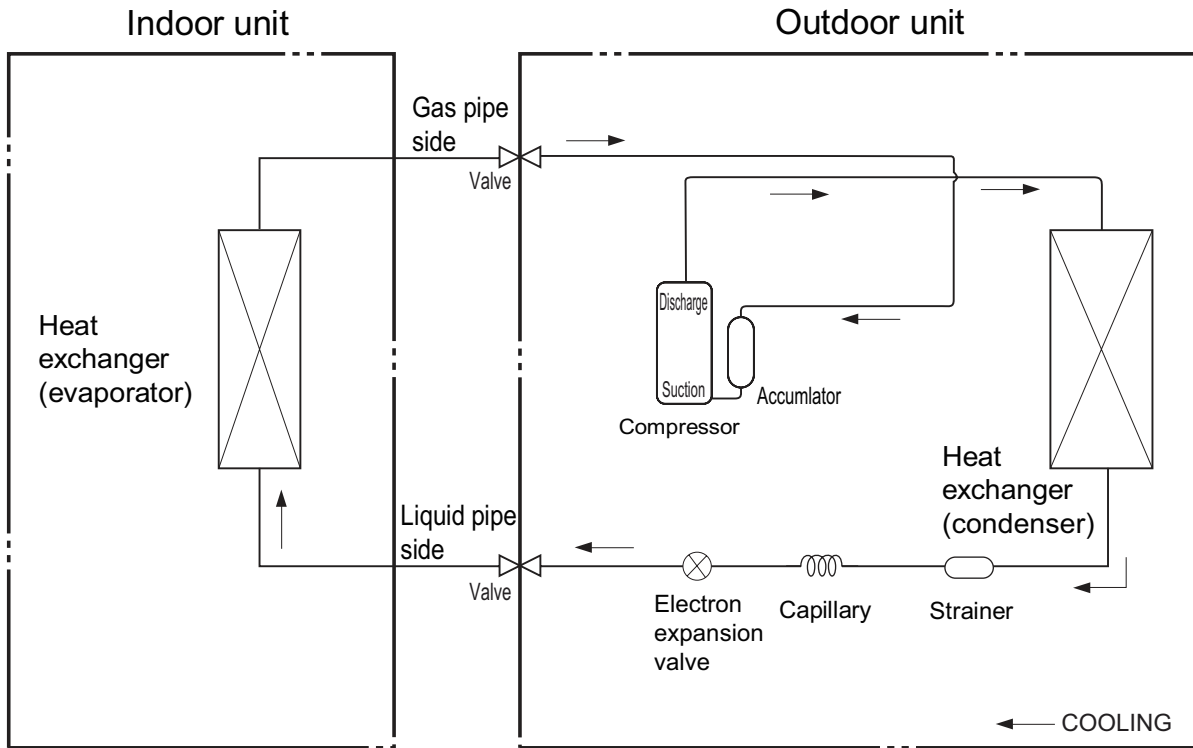 Indoor unit
Outdoor unit
Gas pipe
side
Valve
Discharge
Suction
Accumlator
Compressor
Heat
exchanger
(evaporator)
Heat
exchanger
(condenser)
Liquid pipe
side
Valve
Electron
expansion
valve
Capillary
Strainer
COOLING